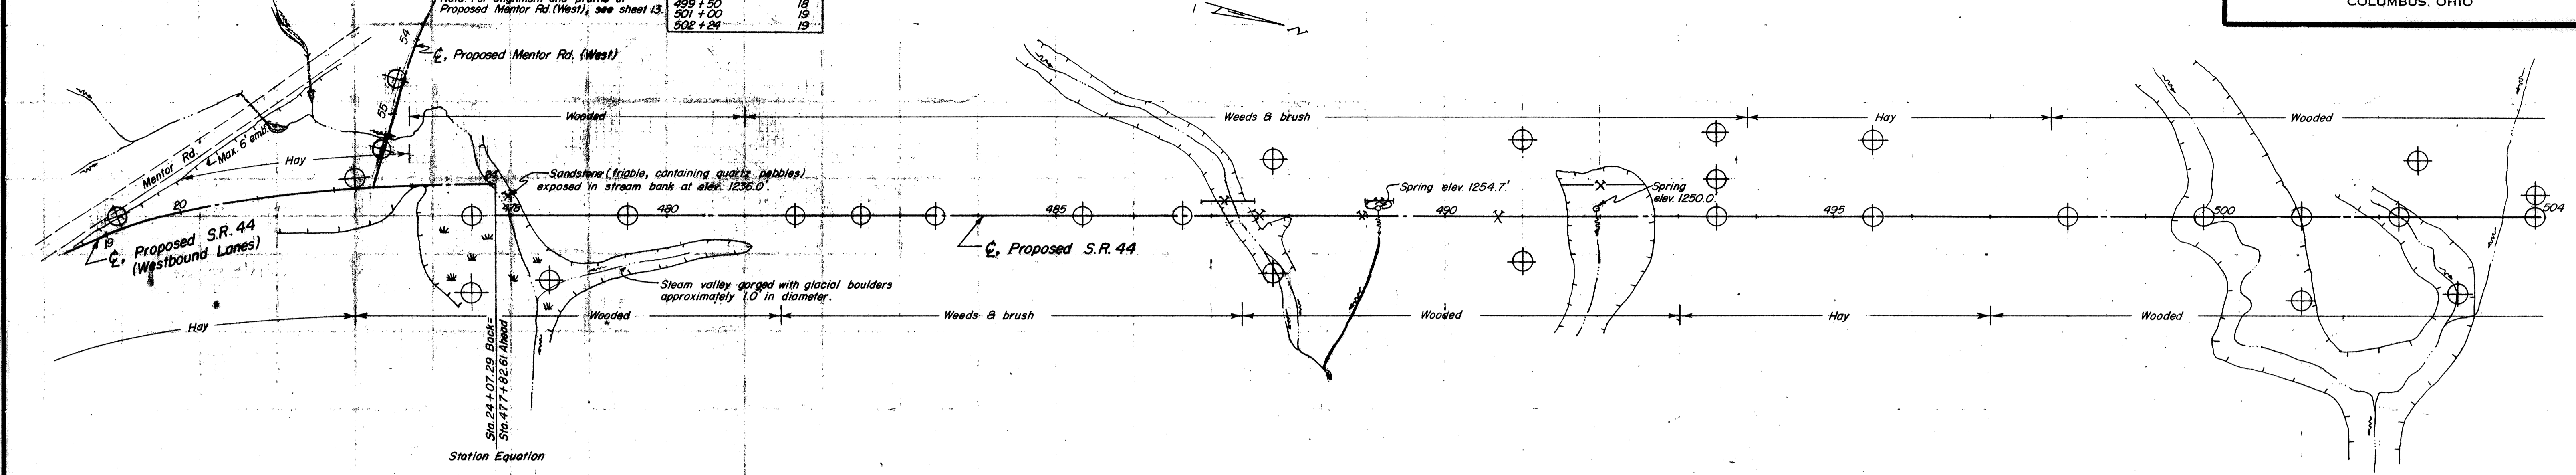 Proposed Mentor Rd. (West), see sheet 13.
499 + 50 18
501 + 00 19
502 + 24 19
COLUMBUS, OHIO
54
℄, Proposed Mentor Rd. (West)
55
Wooded
Weeds & brush
Hay
Wooded
Mentor Rd.
Max. 6' emb.
Hay
Sandstone (friable, containing quartz pebbles)
exposed in stream bank at elev. 1236.0'
Spring elev. 1254.7'
Spring
elev. 1250.0'
19
20
24
478
480
485
490
495
500
504
℄, Proposed S.R. 44
(Westbound Lanes)
℄, Proposed S.R. 44
Steam valley gorged with glacial boulders
approximately 1.0' in diameter.
Hay
Wooded
Weeds & brush
Wooded
Hay
Wooded
Sta. 24+07.29 Back=
Sta. 477+82.61 Ahead
Station Equation